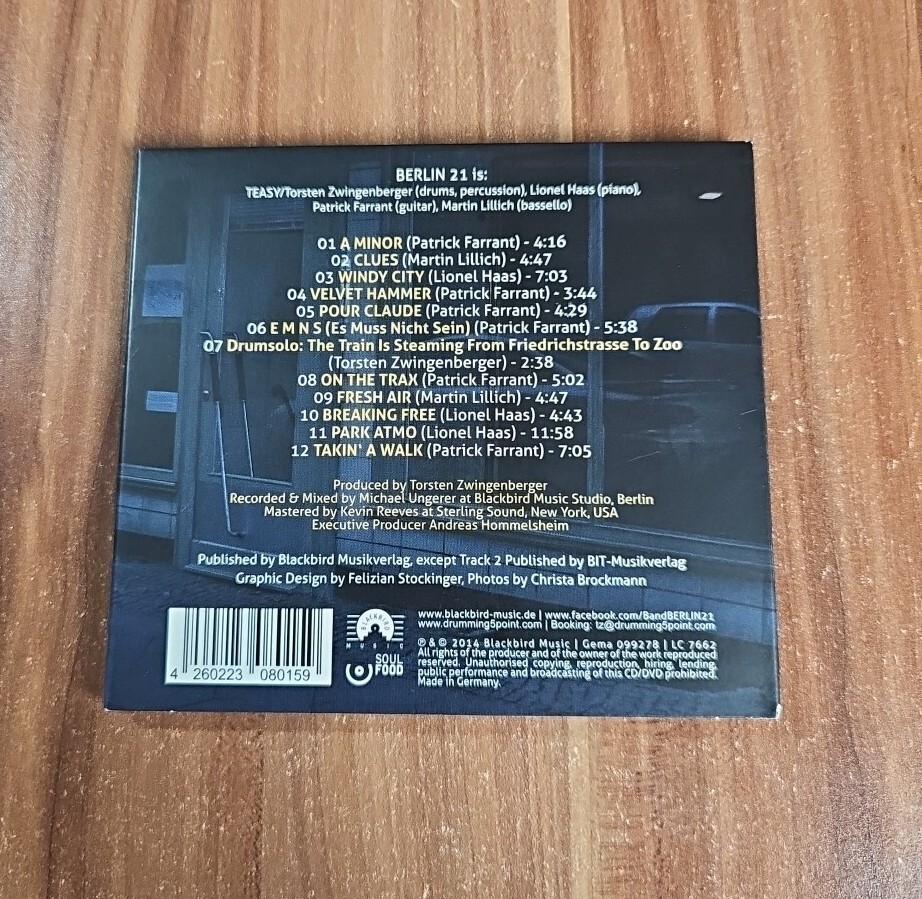 BERLIN 21 is:
TEASY/Torsten Zwingenberger (drums, percussion), Lionel Haas (piano),
Patrick Farrant (guitar), Martin Lillich (bassello)
01 A MINOR (Patrick Farrant) - 4:16
02 CLUES (Martin Lillich) - 4:47
03 WINDY CITY (Lionel Haas) - 7:03
04 VELVET HAMMER (Patrick Farrant) - 3:44
05 POUR CLAUDE (Patrick Farrant) - 4:29
06 E M N S (Es Muss Nicht Sein) (Patrick Farrant) - 5:38
07 Drumsolo: The Train Is Steaming From Friedrichstrasse To Zoo
(Torsten Zwingenberger) - 2:38
08 ON THE TRAX (Patrick Farrant) - 5:02
09 FRESH AIR (Martin Lillich) - 4:47
10 BREAKING FREE (Lionel Haas) - 4:43
11 PARK ATMO (Lionel Haas) - 11:58
12 TAKIN' A WALK (Patrick Farrant) - 7:05
Produced by Torsten Zwingenberger
Recorded & Mixed by Michael Ungerer at Blackbird Music Studio, Berlin
Mastered by Kevin Reeves at Sterling Sound, New York, USA
Executive Producer Andreas Hommelsheim
Published by Blackbird Musikverlag, except Track 2 Published by BIT-Musikverlag
Graphic Design by Felizian Stockinger, Photos by Christa Brockmann
4 260223 080159
BLACKBIRD
MUSIC
SOUL
FOOD
www.blackbird-music.de | www.facebook.com/BandBERLIN21
www.drumming5point.com | Booking: tz@drumming5point.com
℗ & © 2014 Blackbird Music | Gema 099278 | LC 7662
All rights of the producer and of the owner of the work reproduced
reserved. Unauthorised copying, reproduction, hiring, lending,
public performance and broadcasting of this CD/DVD prohibited.
Made in Germany.